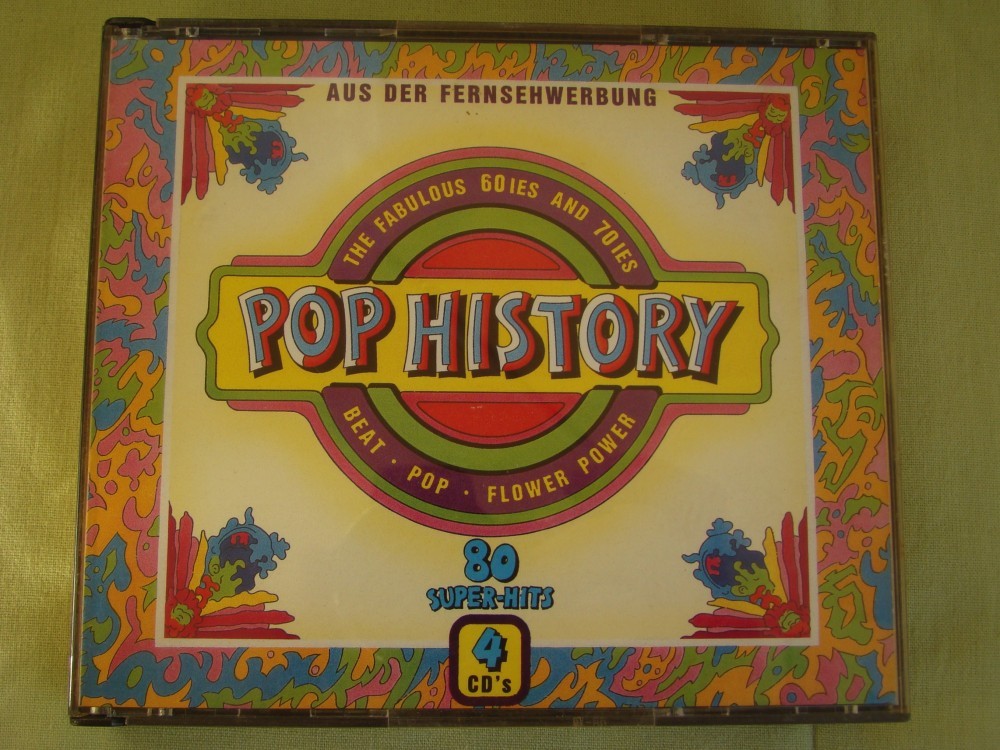 AUS DER FERNSEHWERBUNG
THE FABULOUS 60IES AND 70IES
POP HISTORY
BEAT · POP · FLOWER POWER
80
SUPER-HITS
4
CD's